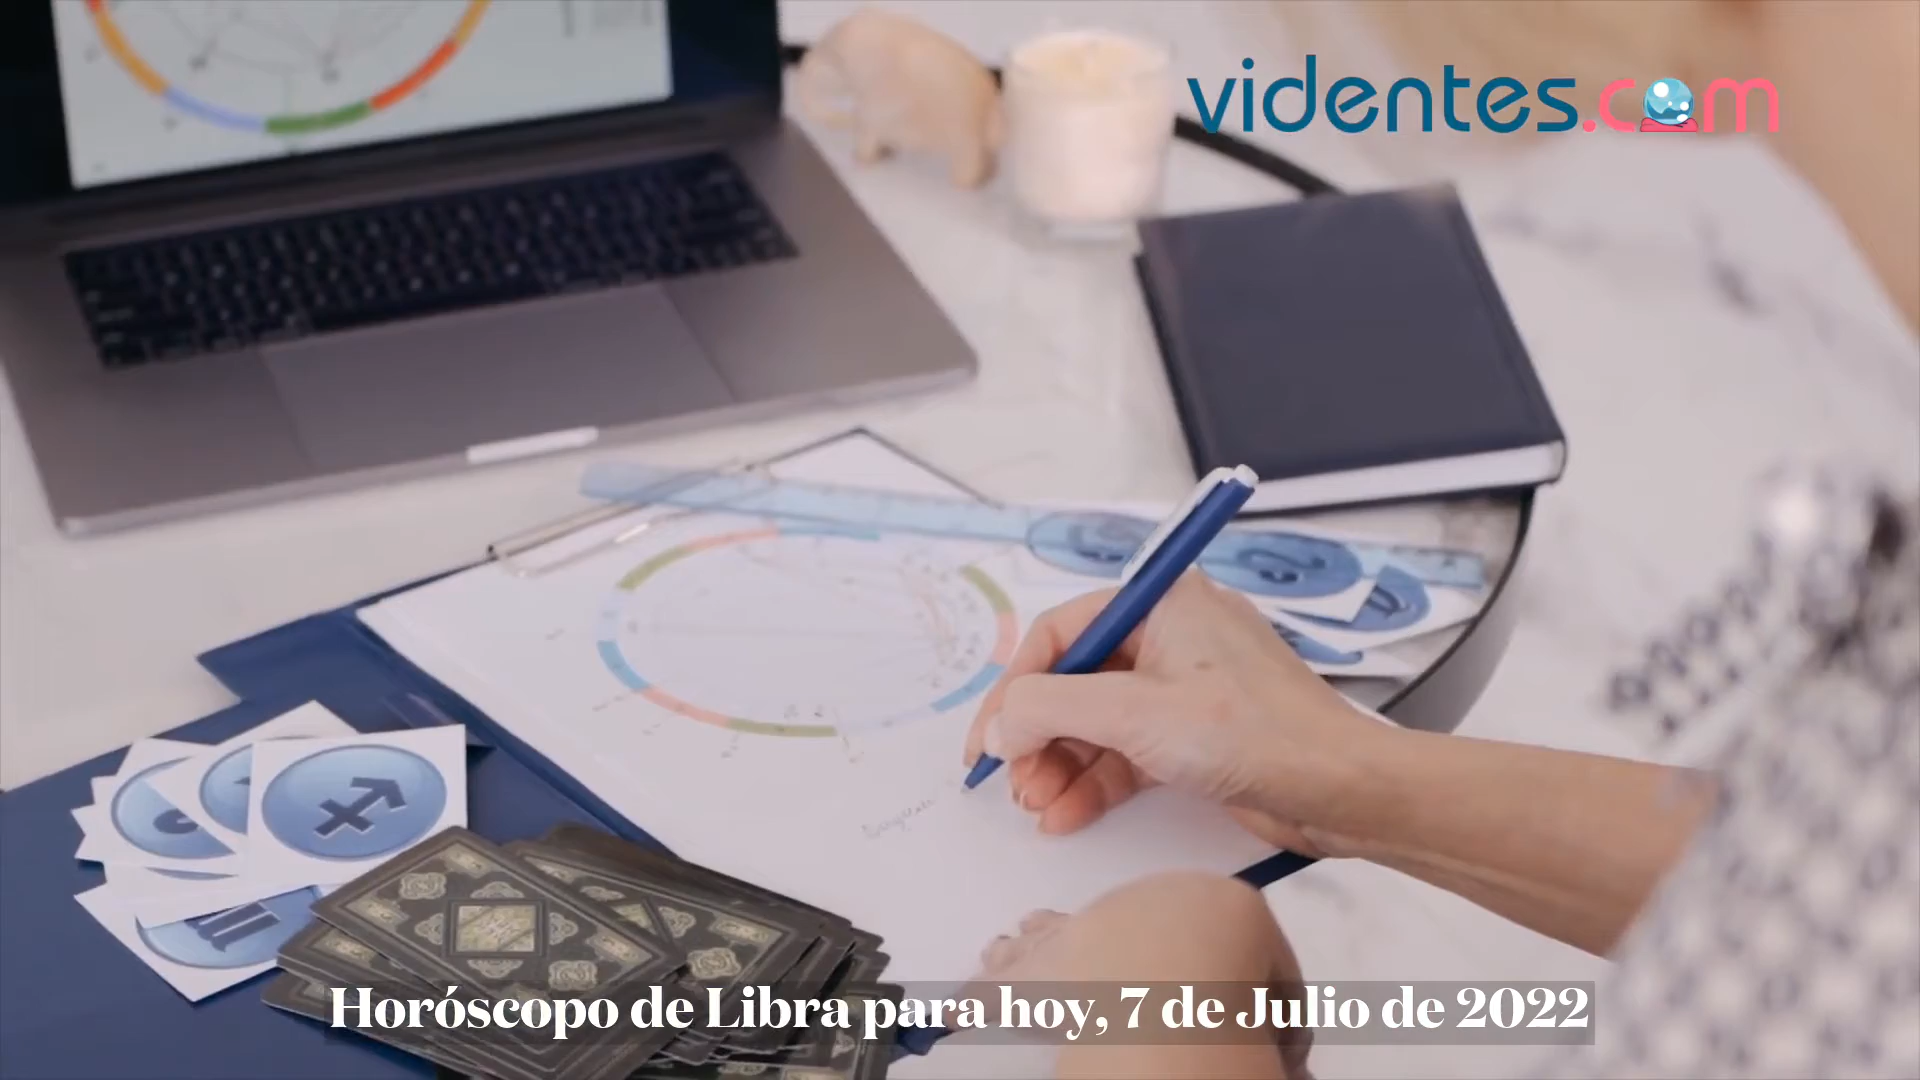 videntes.com
Horóscopo de Libra para hoy, 7 de Julio de 2022